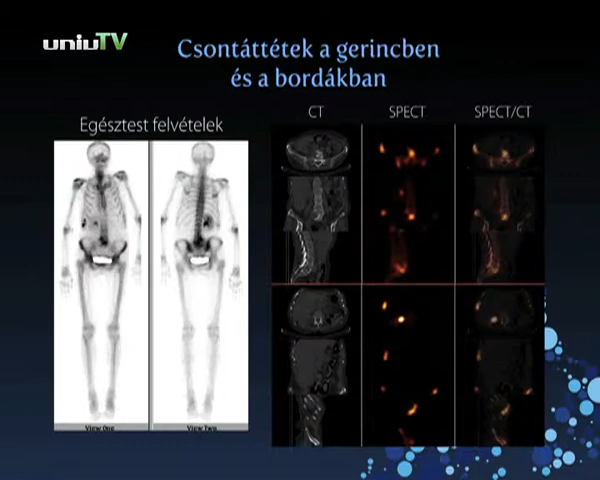 uniuTV
Csontáttétek a gerincben
és a bordákban
Egésztest felvételek
CT
SPECT
SPECT/CT
View One
View Two